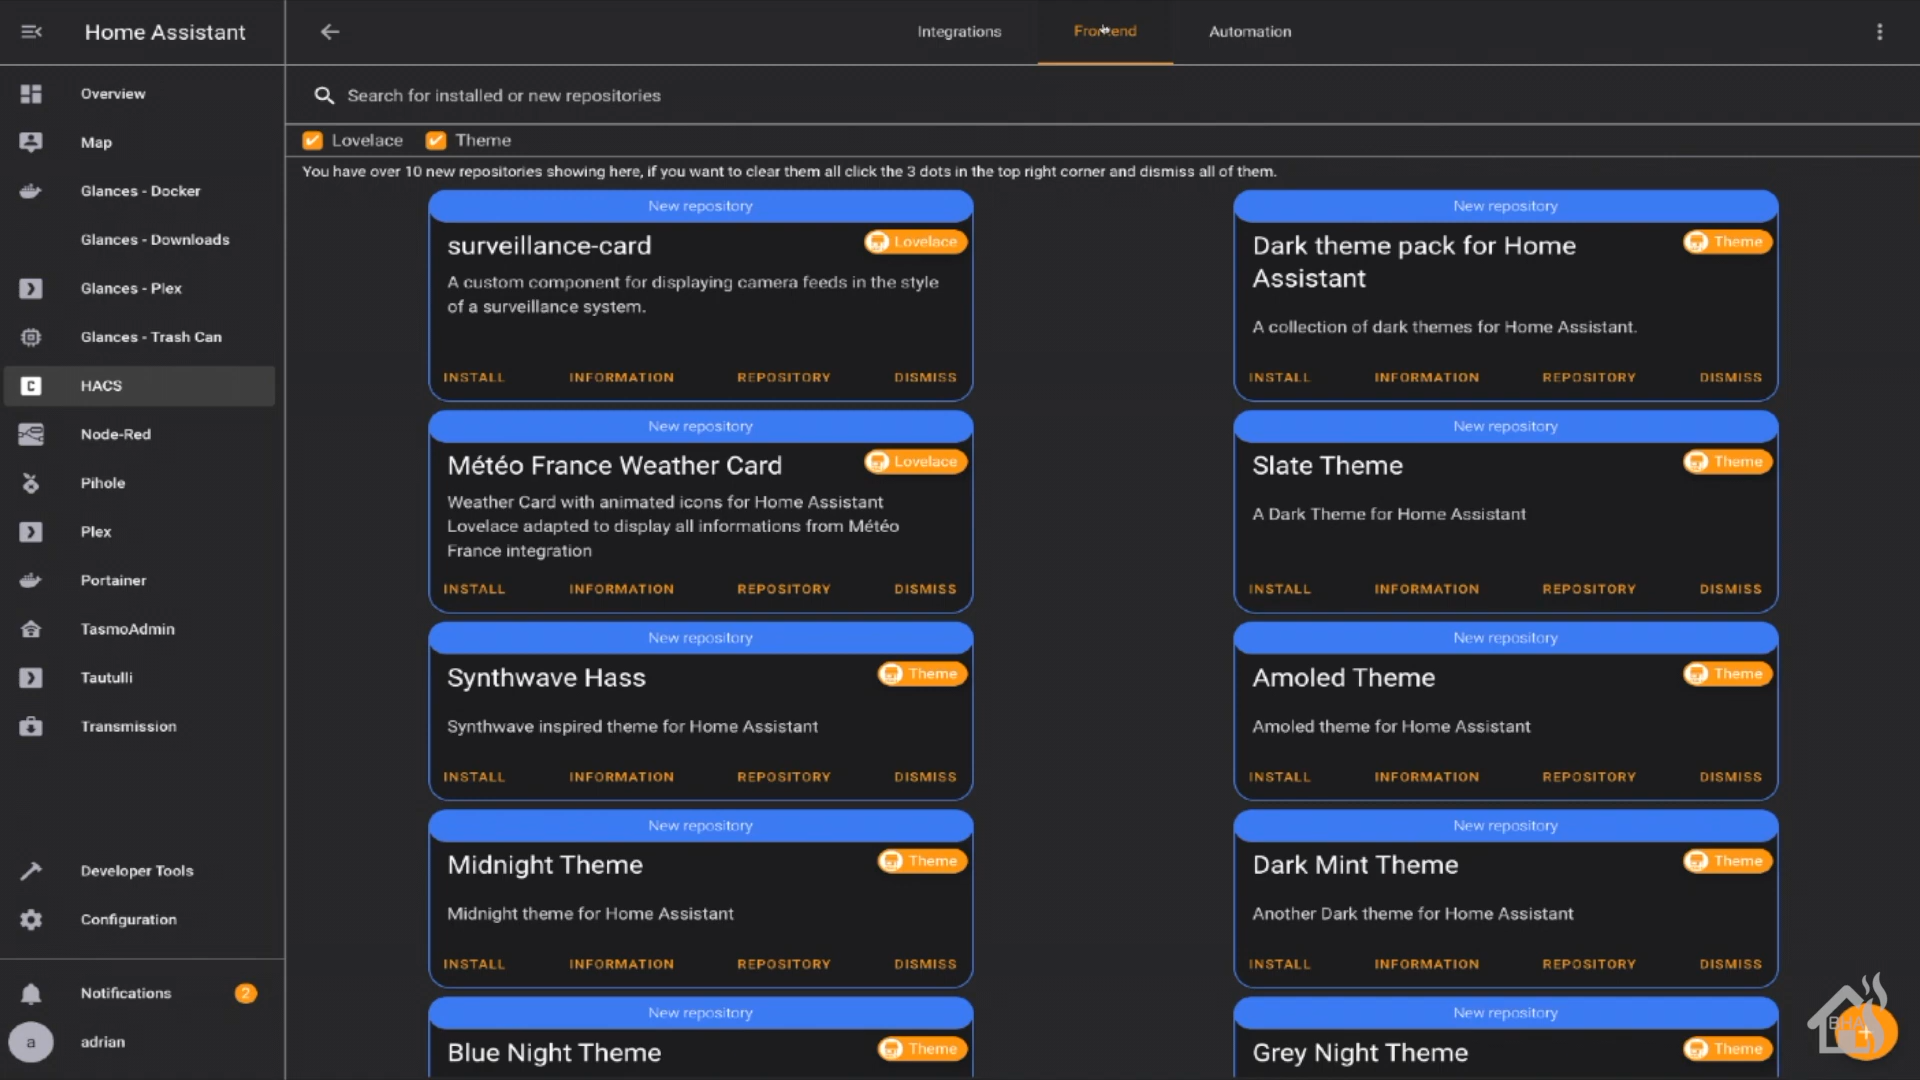 Home Assistant
Integrations
Frontend
Automation
Search for installed or new repositories
Lovelace
Theme
You have over 10 new repositories showing here, if you want to clear them all click the 3 dots in the top right corner and dismiss all of them.
Overview
Map
Glances - Docker
Glances - Downloads
Glances - Plex
Glances - Trash Can
C
HACS
Node-Red
Pihole
Plex
Portainer
TasmoAdmin
Tautulli
Transmission
Developer Tools
Configuration
Notifications
2
a
adrian
New repository
surveillance-card
Lovelace
A custom component for displaying camera feeds in the style
of a surveillance system.
INSTALL INFORMATION REPOSITORY DISMISS
New repository
Dark theme pack for Home
Assistant
Theme
A collection of dark themes for Home Assistant.
INSTALL INFORMATION REPOSITORY DISMISS
New repository
Météo France Weather Card
Lovelace
Weather Card with animated icons for Home Assistant
Lovelace adapted to display all informations from Météo
France integration
INSTALL INFORMATION REPOSITORY DISMISS
New repository
Slate Theme
Theme
A Dark Theme for Home Assistant
INSTALL INFORMATION REPOSITORY DISMISS
New repository
Synthwave Hass
Theme
Synthwave inspired theme for Home Assistant
INSTALL INFORMATION REPOSITORY DISMISS
New repository
Amoled Theme
Theme
Amoled theme for Home Assistant
INSTALL INFORMATION REPOSITORY DISMISS
New repository
Midnight Theme
Theme
Midnight theme for Home Assistant
INSTALL INFORMATION REPOSITORY DISMISS
New repository
Dark Mint Theme
Theme
Another Dark theme for Home Assistant
INSTALL INFORMATION REPOSITORY DISMISS
New repository
Blue Night Theme
Theme
New repository
Grey Night Theme
Theme
BHA